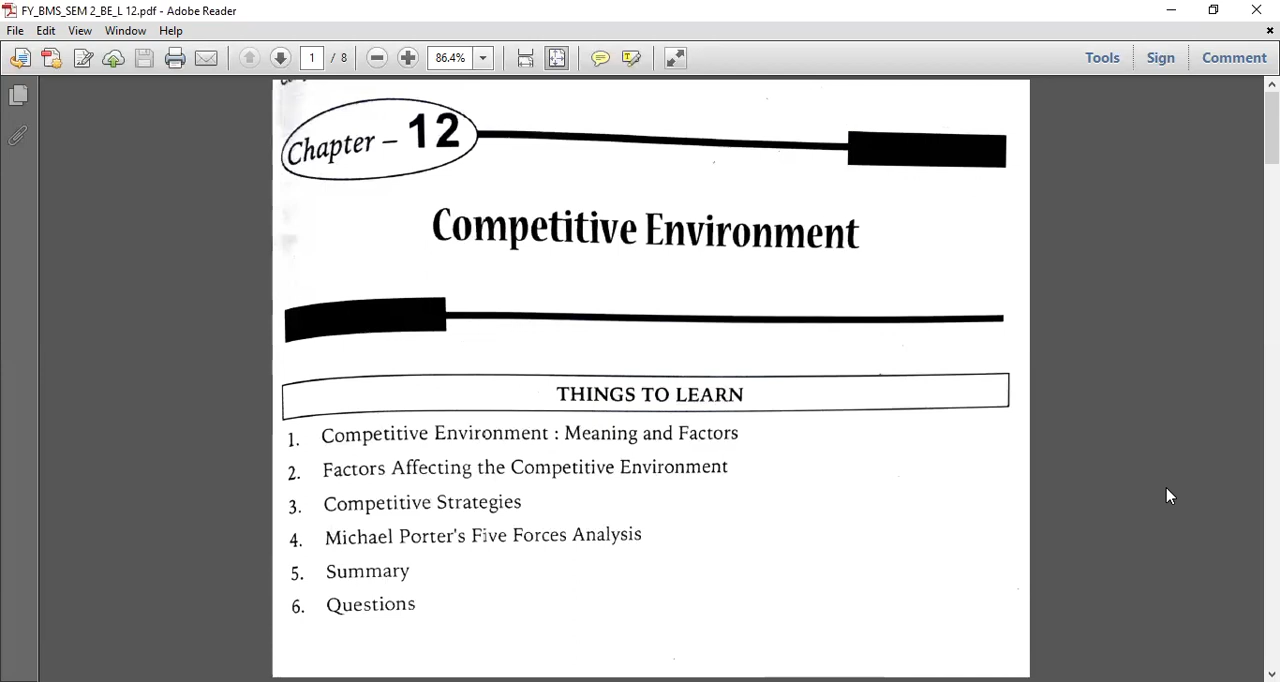 FY_BMS_SEM 2_BE_L 12.pdf - Adobe Reader
File Edit View Window Help
1 / 8 86.4% Tools Sign Comment
Chapter – 12
Competitive Environment
THINGS TO LEARN
1. Competitive Environment : Meaning and Factors
2. Factors Affecting the Competitive Environment
3. Competitive Strategies
4. Michael Porter's Five Forces Analysis
5. Summary
6. Questions